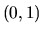 (0, 1)